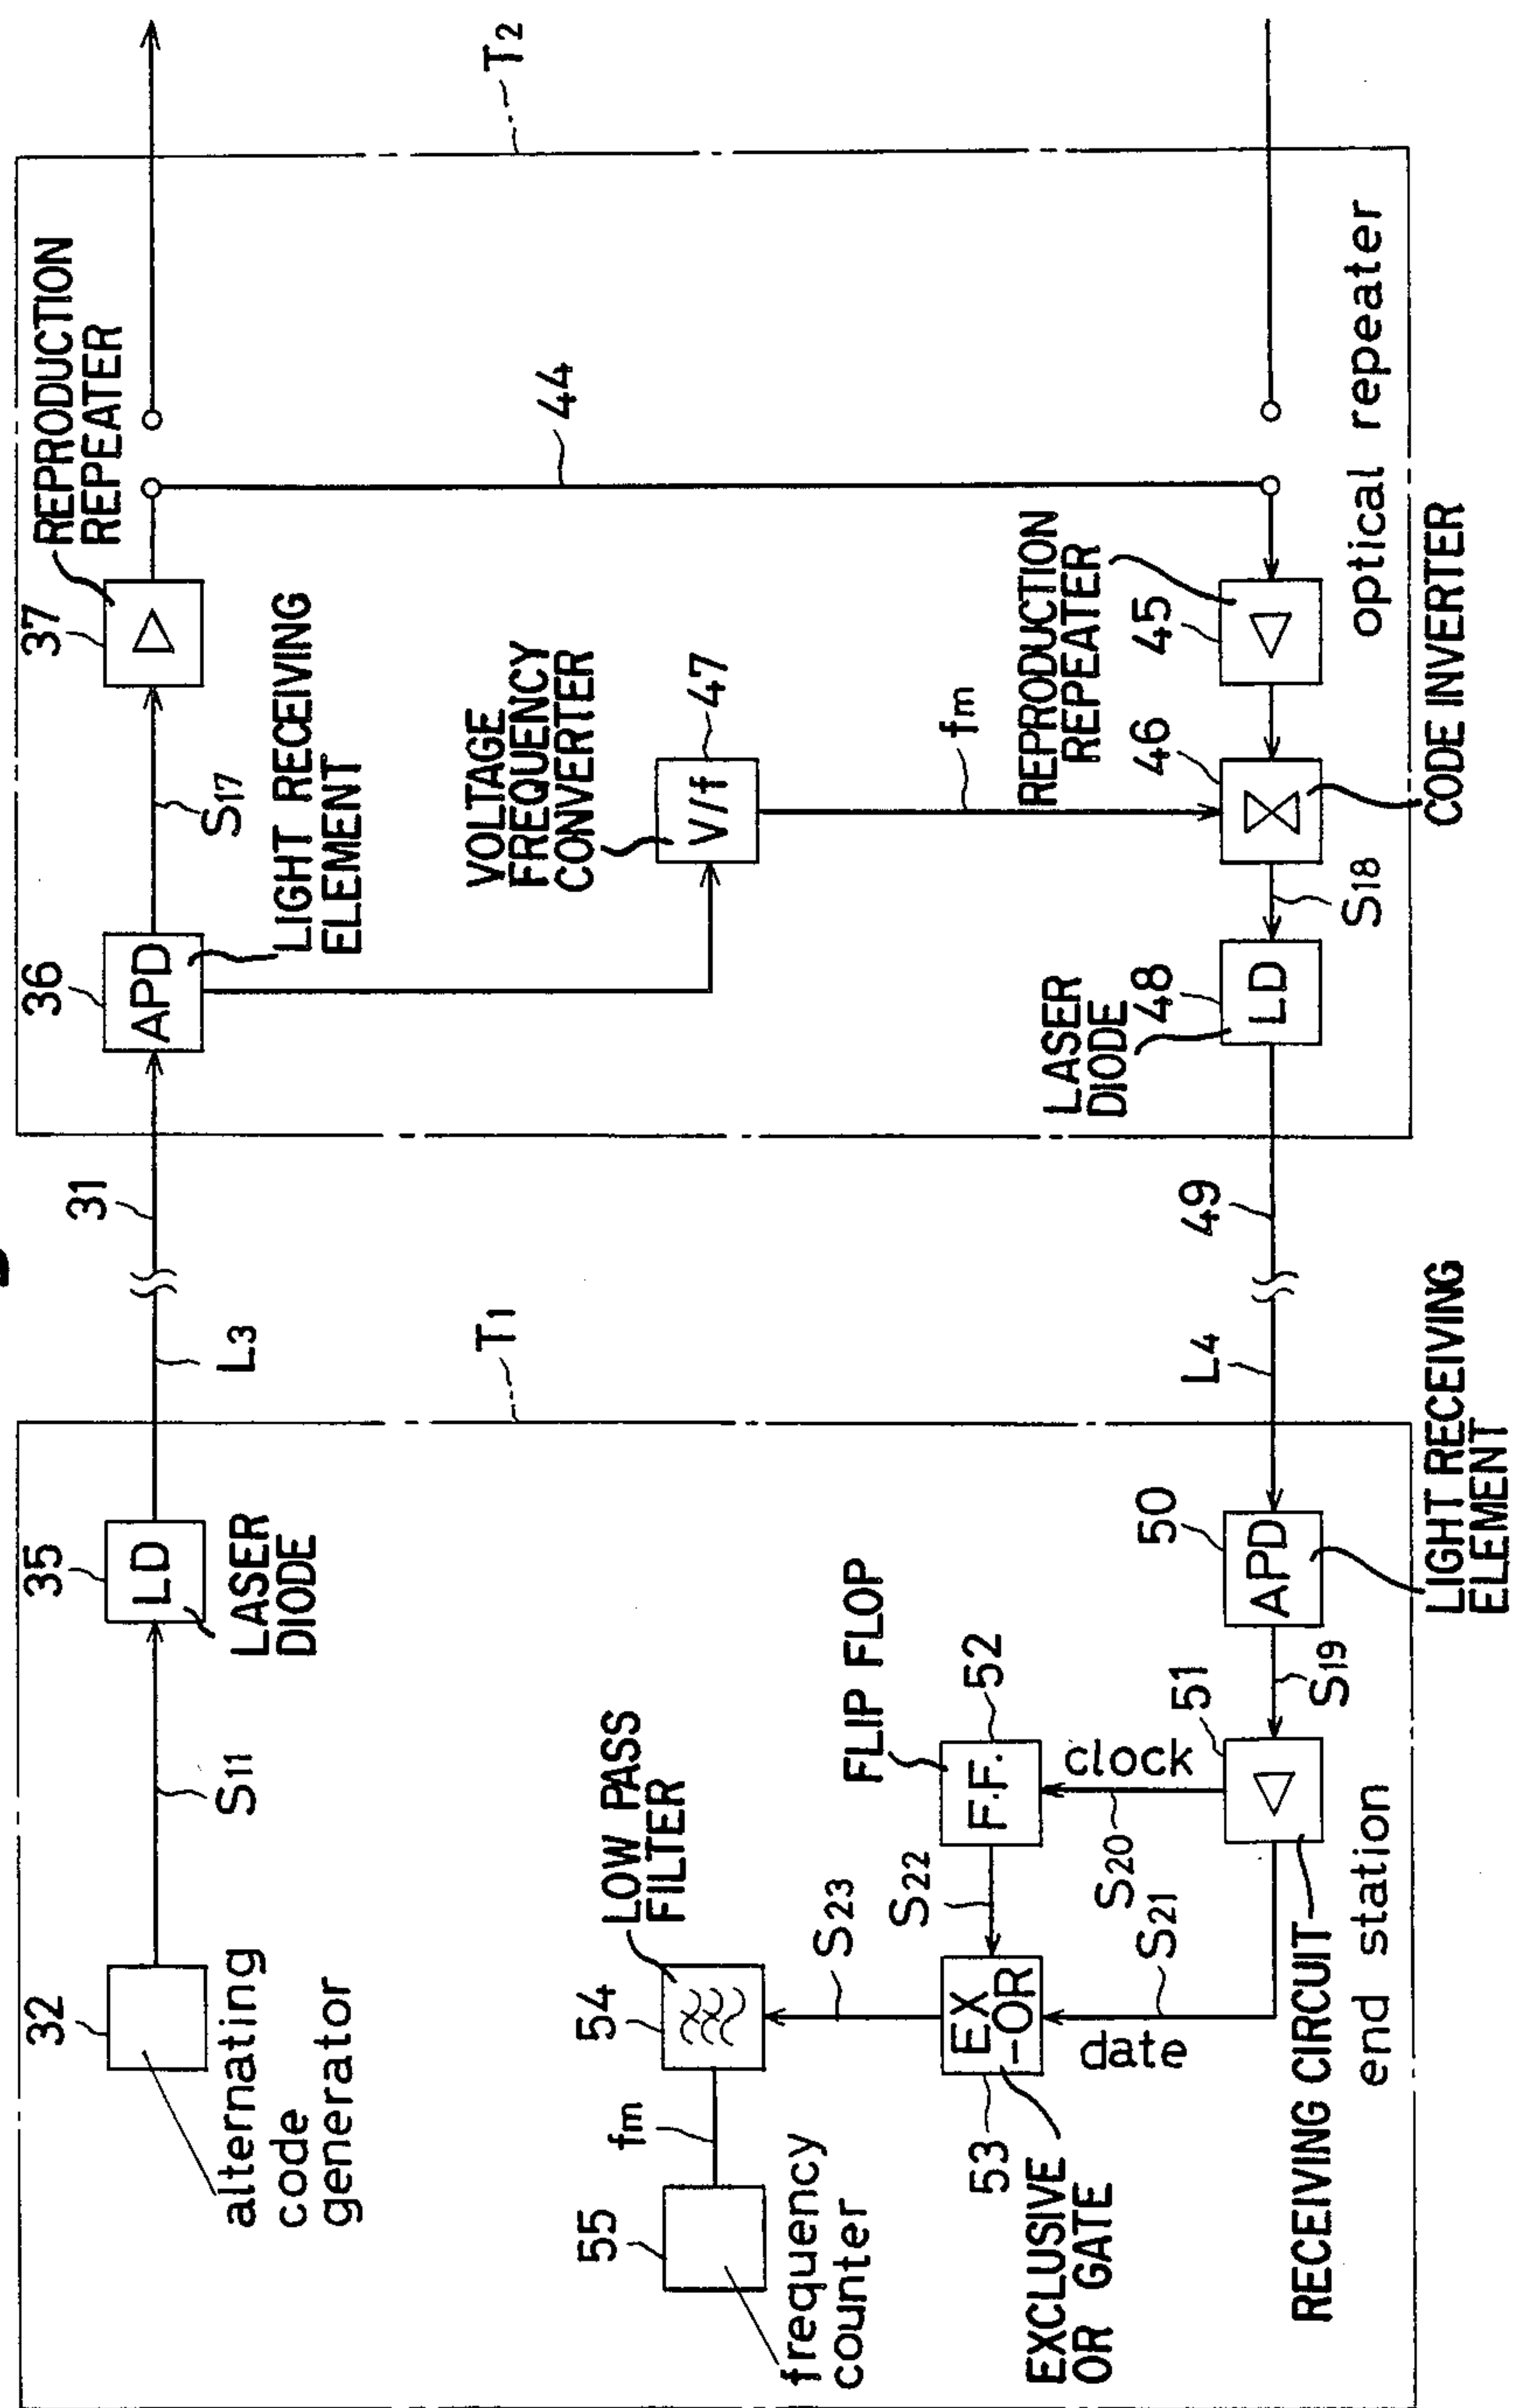 32
alternating
code
generator
S11
35
LD
LASER
DIODE
L3
31
36
APD
LIGHT RECEIVING
ELEMENT
S17
37
REPRODUCTION
REPEATER
T1
T2
44
VOLTAGE
FREQUENCY
CONVERTER
V/f
47
fm
55
frequency
counter
fm
54
LOW PASS
FILTER
S23
53
EX
-OR
EXCLUSIVE
OR GATE
S22
FLIP FLOP
F.F.
52
clock
S20
date
S21
51
RECEIVING CIRCUIT
S19
50
APD
LIGHT RECEIVING
ELEMENT
end station
L4
49
LASER
DIODE
48
LD
S18
46
CODE INVERTER
REPRODUCTION
REPEATER
45
optical repeater